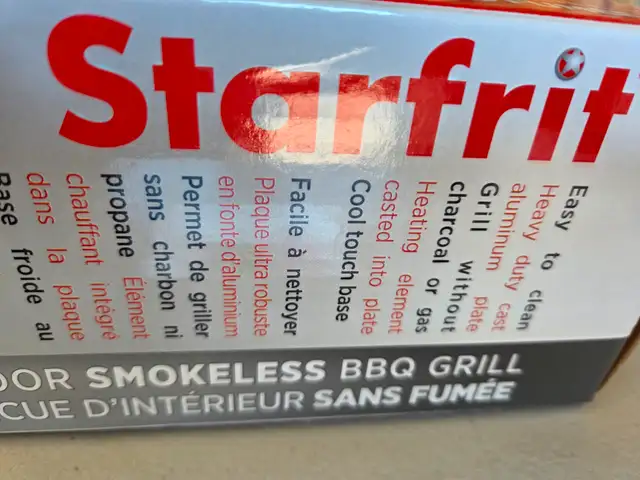 Starfrit
Easy to clean
Heavy duty cast
aluminum plate
Grill without
charcoal or gas
Heating element
casted into plate
Cool touch base
Facile à nettoyer
Plaque ultra robuste
en fonte d'aluminium
Permet de griller
sans charbon ni
propane Élément
chauffant intégré
dans la plaque
Base froide au
OOR SMOKELESS BBQ GRILL
CUE D'INTÉRIEUR SANS FUMÉE